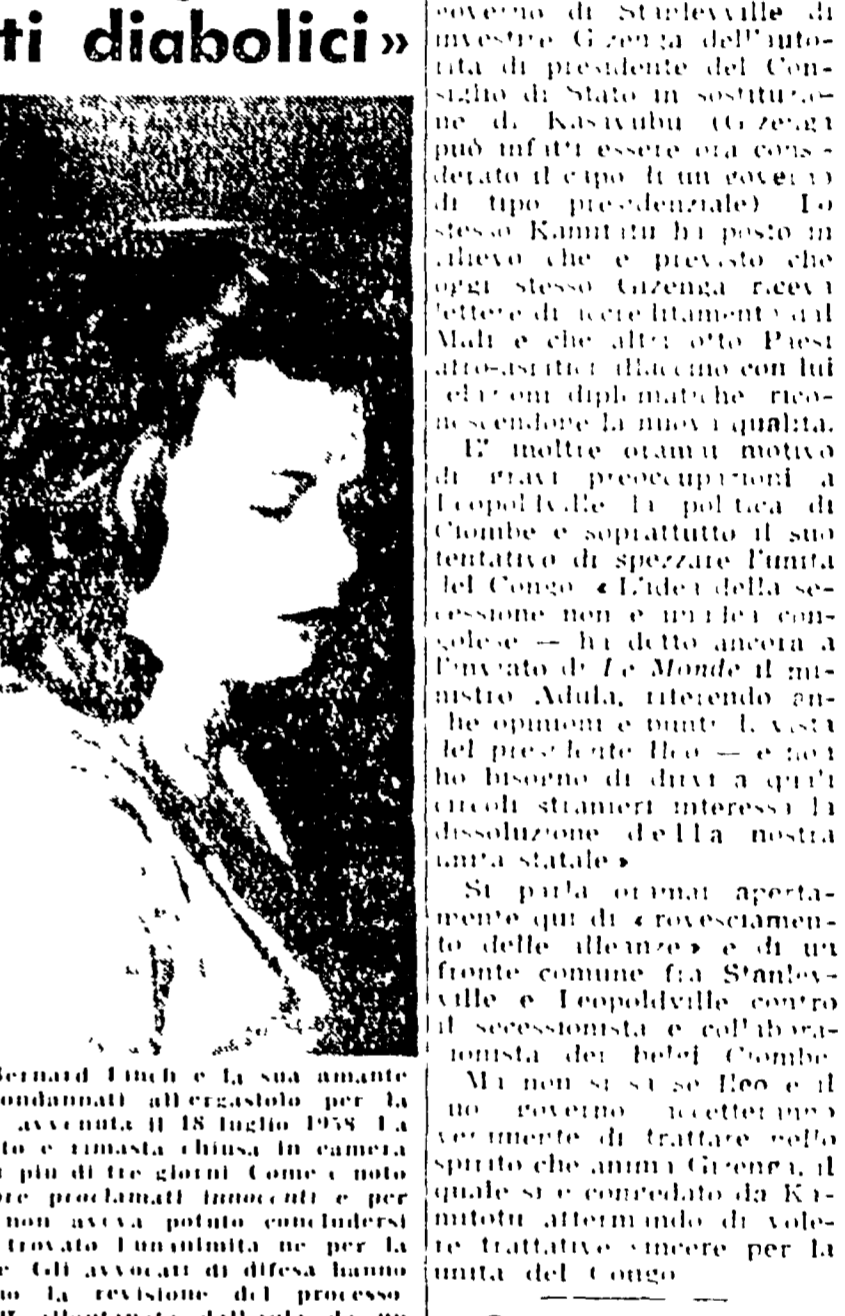 ti diabolici»
Bernard Finch e la sua amante
condannati all'ergastolo per la
avvenuta il 18 luglio 1958. La
to e rimasta chiusa in camera
più di tre giorni. Come è noto
proclamati innocenti e per
non aveva potuto concludersi
trovato l'unanimità ne per la
Gli avvocati di difesa hanno
la revisione del processo
governo di Stanleyville di
investire Gizenga dell'auto-
rità di presidente del Con-
siglio di Stato in sostituzio-
ne di Kasavubu (Gizenga
può infatti essere ora consi-
derato il capo di un governo
di tipo presidenziale). Lo
stesso Kamitatu ha posto in
rilievo che è previsto che
oggi stesso Gizenga riceva
lettere di accreditamento dal
Mali e che altri otto Paesi
afro-asiatici allaccino con lui
relazioni diplomatiche rico-
noscendone la nuova qualità.
E' inoltre oramai motivo
di gravi preoccupazioni a
Leopoldville la politica di
Ciombe e soprattutto il suo
tentativo di spezzare l'unità
del Congo. «L'idea della se-
cessione non è un'idea con-
golese — ha detto ancora a
l'inviato di Le Monde il mi-
nistro Adula, riferendo an-
che opinioni e punti di vista
del presidente Ileo — e non
ho bisogno di dirvi a quali
circoli stranieri interessa la
dissoluzione della nostra
unità statale»
Si parla oramai aperta-
mente qui di «rovesciamen-
to delle alleanze» e di un
fronte comune fra Stanley-
ville e Leopoldville contro
il secessionista e collabora-
zionista dei belgi Ciombe
Ma non si sa se Ileo e il
suo governo accetteranno
veramente di trattare nello
spirito che anima Gizenga, il
quale si è congedato da Ka-
mitotu affermando di vole-
re trattative sincere per la
unità del Congo